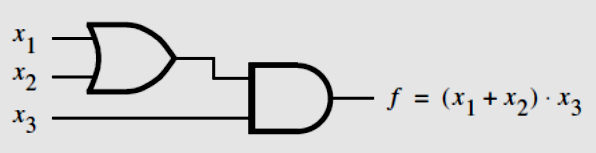 x₁
x₂
f = (x₁ + x₂) · x₃
x₃